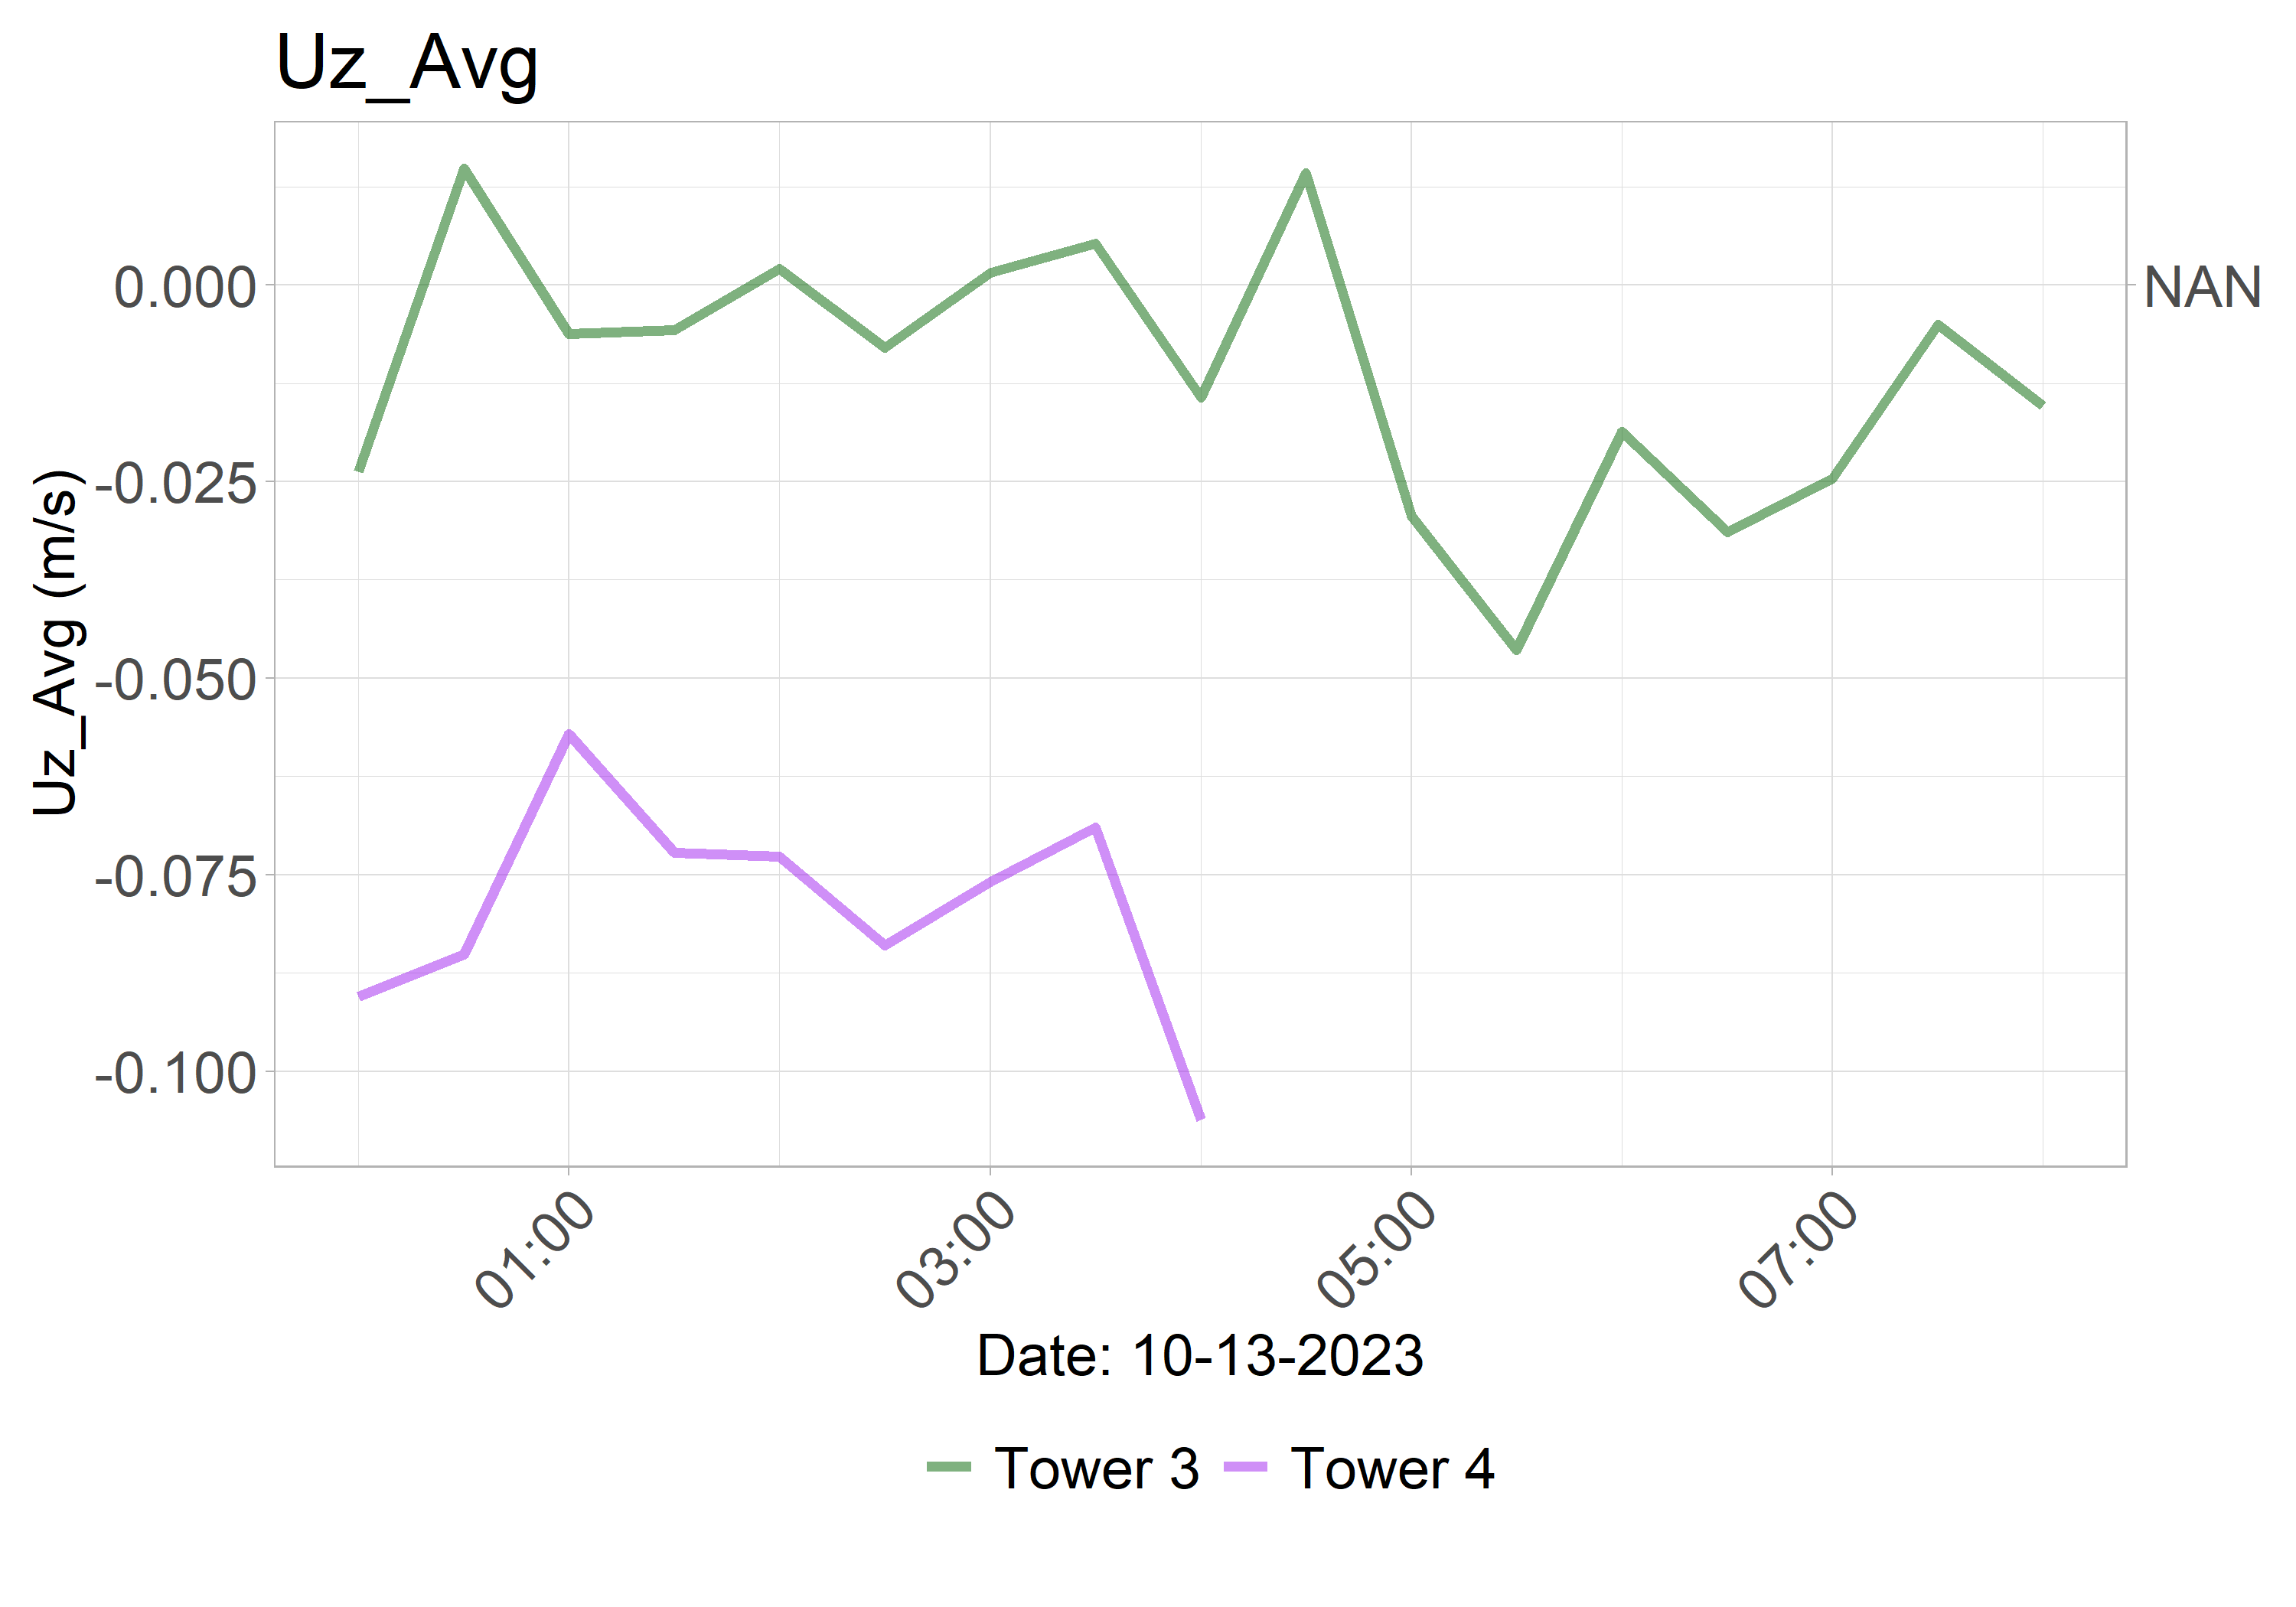 Uz_Avg
Uz_Avg (m/s)
0.000
-0.025
-0.050
-0.075
-0.100
NAN
01:00
03:00
05:00
07:00
Date: 10-13-2023
Tower 3
Tower 4